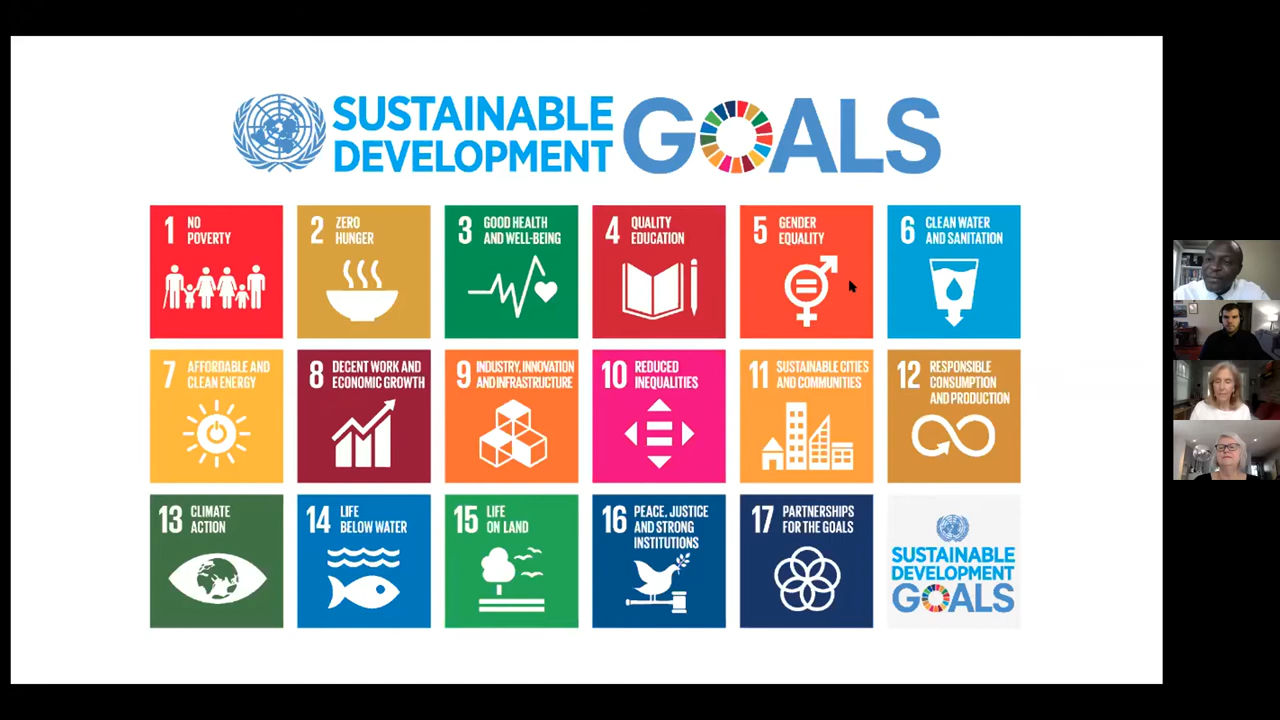 SUSTAINABLE
DEVELOPMENT
GOALS
1 NO
POVERTY
2 ZERO
HUNGER
3 GOOD HEALTH
AND WELL-BEING
4 QUALITY
EDUCATION
5 GENDER
EQUALITY
6 CLEAN WATER
AND SANITATION
7 AFFORDABLE AND
CLEAN ENERGY
8 DECENT WORK AND
ECONOMIC GROWTH
9 INDUSTRY, INNOVATION
AND INFRASTRUCTURE
10 REDUCED
INEQUALITIES
11 SUSTAINABLE CITIES
AND COMMUNITIES
12 RESPONSIBLE
CONSUMPTION
AND PRODUCTION
13 CLIMATE
ACTION
14 LIFE
BELOW WATER
15 LIFE
ON LAND
16 PEACE, JUSTICE
AND STRONG
INSTITUTIONS
17 PARTNERSHIPS
FOR THE GOALS
SUSTAINABLE
DEVELOPMENT
GOALS